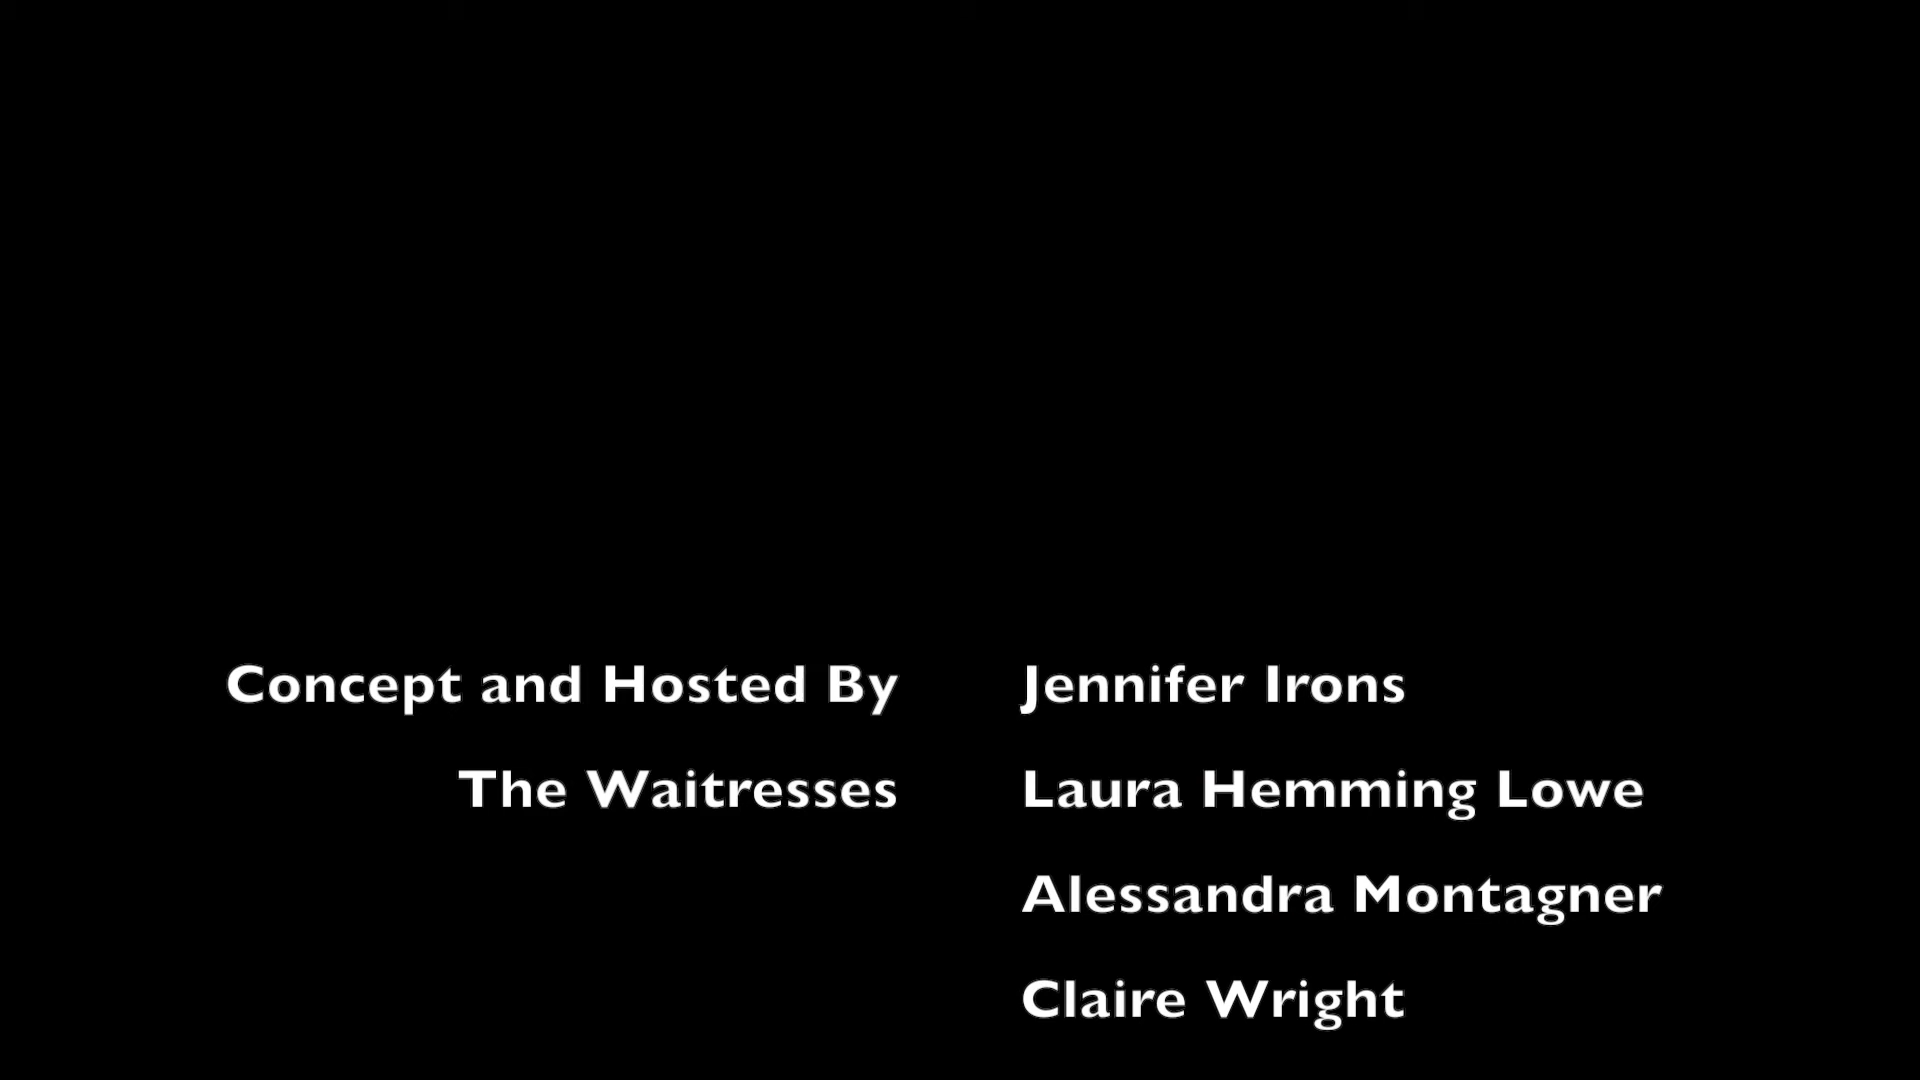 Concept and Hosted By Jennifer Irons
The Waitresses Laura Hemming Lowe
Alessandra Montagner
Claire Wright